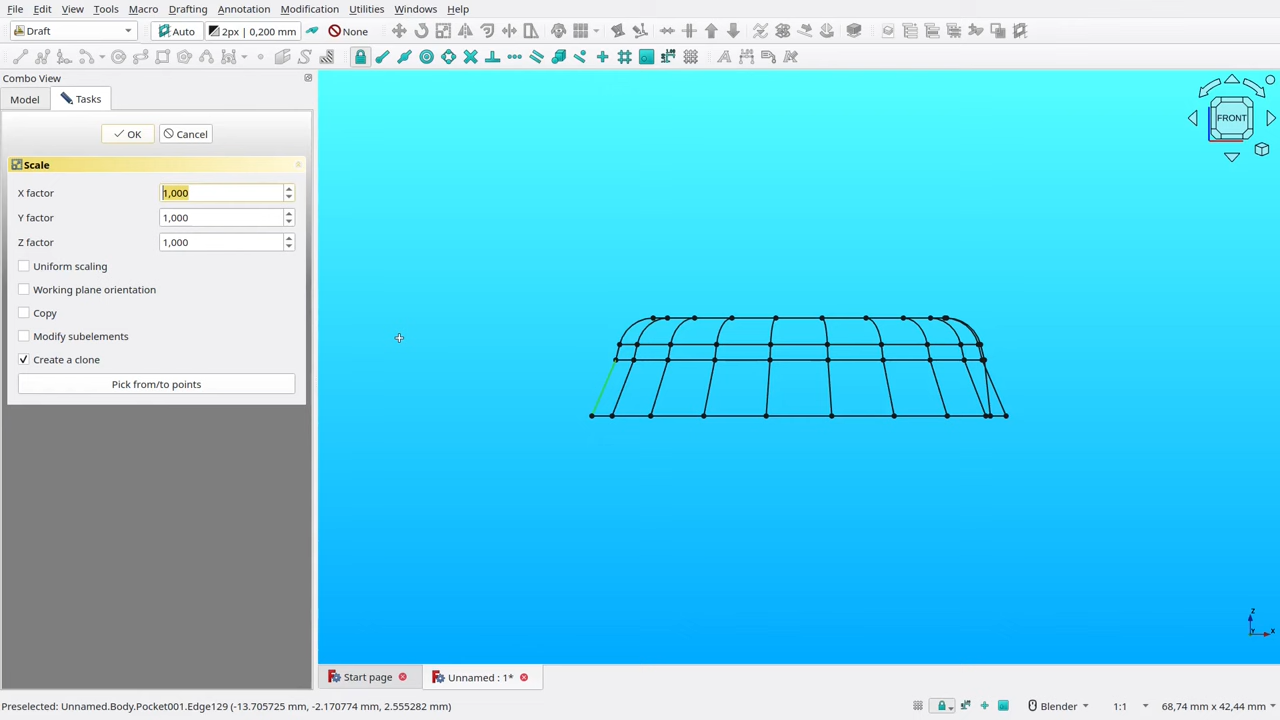 File Edit View Tools Macro Drafting Annotation Modification Utilities Windows Help
Draft Auto 2px | 0,200 mm None
Combo View
Model Tasks
OK Cancel
Scale
X factor 1,000
Y factor 1,000
Z factor 1,000
Uniform scaling
Working plane orientation
Copy
Modify subelements
Create a clone
Pick from/to points
FRONT
Z
Y X
Start page Unnamed : 1*
Preselected: Unnamed.Body.Pocket001.Edge129 (-13.705725 mm, -2.170774 mm, 2.555282 mm) Blender 1:1 68,74 mm x 42,44 mm